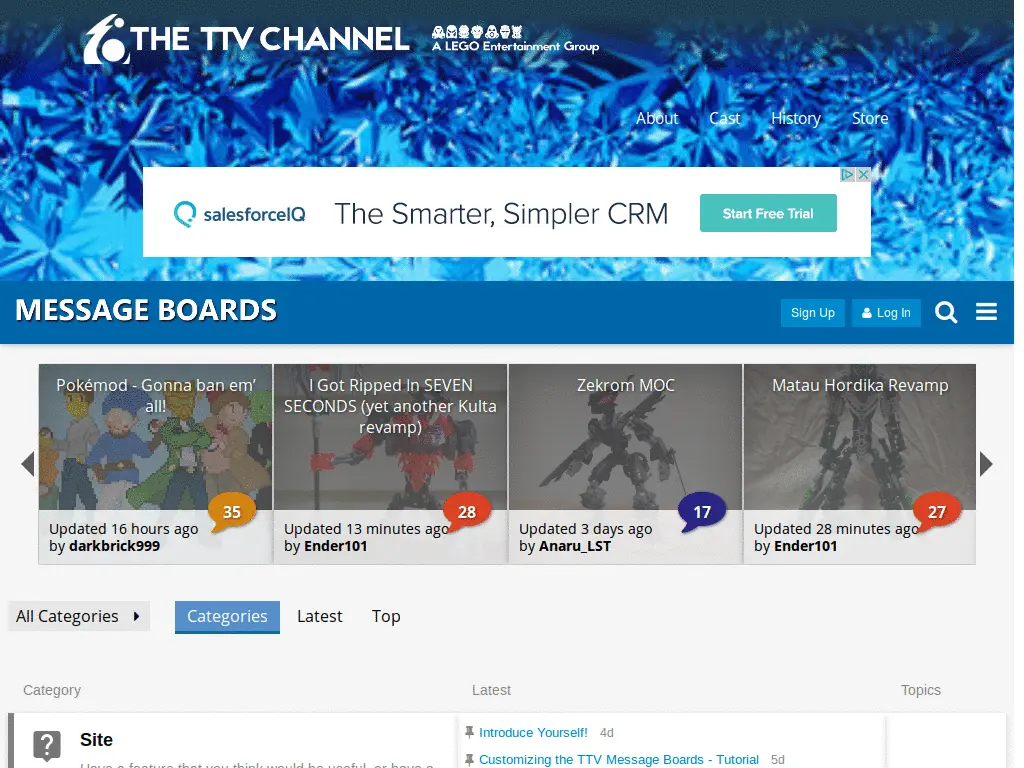 THE TTV CHANNEL
A LEGO Entertainment Group
About Cast History Store
salesforceIQ The Smarter, Simpler CRM Start Free Trial
MESSAGE BOARDS Sign Up Log In
Pokémod - Gonna ban em’
all!
35
Updated 16 hours ago
by darkbrick999
I Got Ripped In SEVEN
SECONDS (yet another Kulta
revamp)
28
Updated 13 minutes ago
by Ender101
Zekrom MOC
17
Updated 3 days ago
by Anaru_LST
Matau Hordika Revamp
27
Updated 28 minutes ago
by Ender101
All Categories Categories Latest Top
Category Latest Topics
Site
Have a feature that you think would be useful, or have a
Introduce Yourself! 4d
Customizing the TTV Message Boards - Tutorial 5d